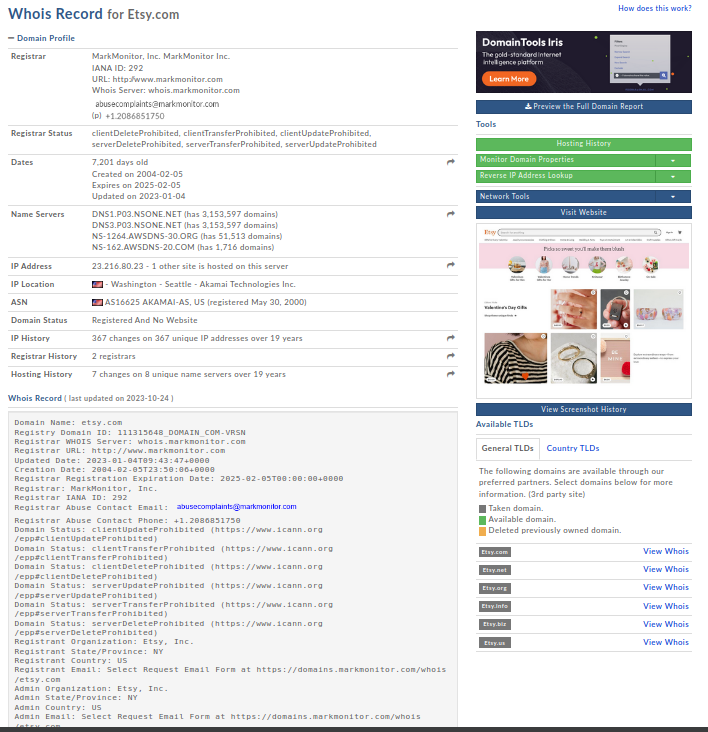 Whois Record for Etsy.com
How does this work?
Domain Profile
Registrar
MarkMonitor, Inc. MarkMonitor Inc.
IANA ID: 292
URL: http://www.markmonitor.com
Whois Server: whois.markmonitor.com
abusecomplaints@markmonitor.com
(p) +1.2086851750
Registrar Status
clientDeleteProhibited, clientTransferProhibited, clientUpdateProhibited,
serverDeleteProhibited, serverTransferProhibited, serverUpdateProhibited
Dates
7,201 days old
Created on 2004-02-05
Expires on 2025-02-05
Updated on 2023-01-04
Name Servers
DNS1.P03.NSONE.NET (has 3,153,597 domains)
DNS3.P03.NSONE.NET (has 3,153,597 domains)
NS-1264.AWSDNS-30.ORG (has 51,513 domains)
NS-162.AWSDNS-20.COM (has 1,716 domains)
IP Address
23.216.80.23 - 1 other site is hosted on this server
IP Location
- Washington - Seattle - Akamai Technologies Inc.
ASN
AS16625 AKAMAI-AS, US (registered May 30, 2000)
Domain Status
Registered And No Website
IP History
367 changes on 367 unique IP addresses over 19 years
Registrar History
2 registrars
Hosting History
7 changes on 8 unique name servers over 19 years
Whois Record ( last updated on 2023-10-24 )
Domain Name: etsy.com
Registry Domain ID: 111315648_DOMAIN_COM-VRSN
Registrar WHOIS Server: whois.markmonitor.com
Registrar URL: http://www.markmonitor.com
Updated Date: 2023-01-04T09:43:47+0000
Creation Date: 2004-02-05T23:50:06+0000
Registrar Registration Expiration Date: 2025-02-05T00:00:00+0000
Registrar: MarkMonitor, Inc.
Registrar IANA ID: 292
Registrar Abuse Contact Email: abusecomplaints@markmonitor.com
Registrar Abuse Contact Phone: +1.2086851750
Domain Status: clientUpdateProhibited (https://www.icann.org
/epp#clientUpdateProhibited)
Domain Status: clientTransferProhibited (https://www.icann.org
/epp#clientTransferProhibited)
Domain Status: clientDeleteProhibited (https://www.icann.org
/epp#clientDeleteProhibited)
Domain Status: serverUpdateProhibited (https://www.icann.org
/epp#serverUpdateProhibited)
Domain Status: serverTransferProhibited (https://www.icann.org
/epp#serverTransferProhibited)
Domain Status: serverDeleteProhibited (https://www.icann.org
/epp#serverDeleteProhibited)
Registrant Organization: Etsy, Inc.
Registrant State/Province: NY
Registrant Country: US
Registrant Email: Select Request Email Form at https://domains.markmonitor.com/whois
/etsy.com
Admin Organization: Etsy, Inc.
Admin State/Province: NY
Admin Country: US
Admin Email: Select Request Email Form at https://domains.markmonitor.com/whois
/etsy.com
DomainTools Iris
The gold-standard Internet
intelligence platform
Learn More
Preview the Full Domain Report
Tools
Hosting History
Monitor Domain Properties
Reverse IP Address Lookup
Network Tools
Visit Website
Etsy
Picks so sweet you'll make them blush
Valentine's Day Gifts
View Screenshot History
Available TLDs
General TLDs
Country TLDs
The following domains are available through our
preferred partners. Select domains below for more
information. (3rd party site)
Taken domain.
Available domain.
Deleted previously owned domain.
Etsy.com
View Whois
Etsy.net
View Whois
Etsy.org
View Whois
Etsy.info
View Whois
Etsy.biz
View Whois
Etsy.us
View Whois